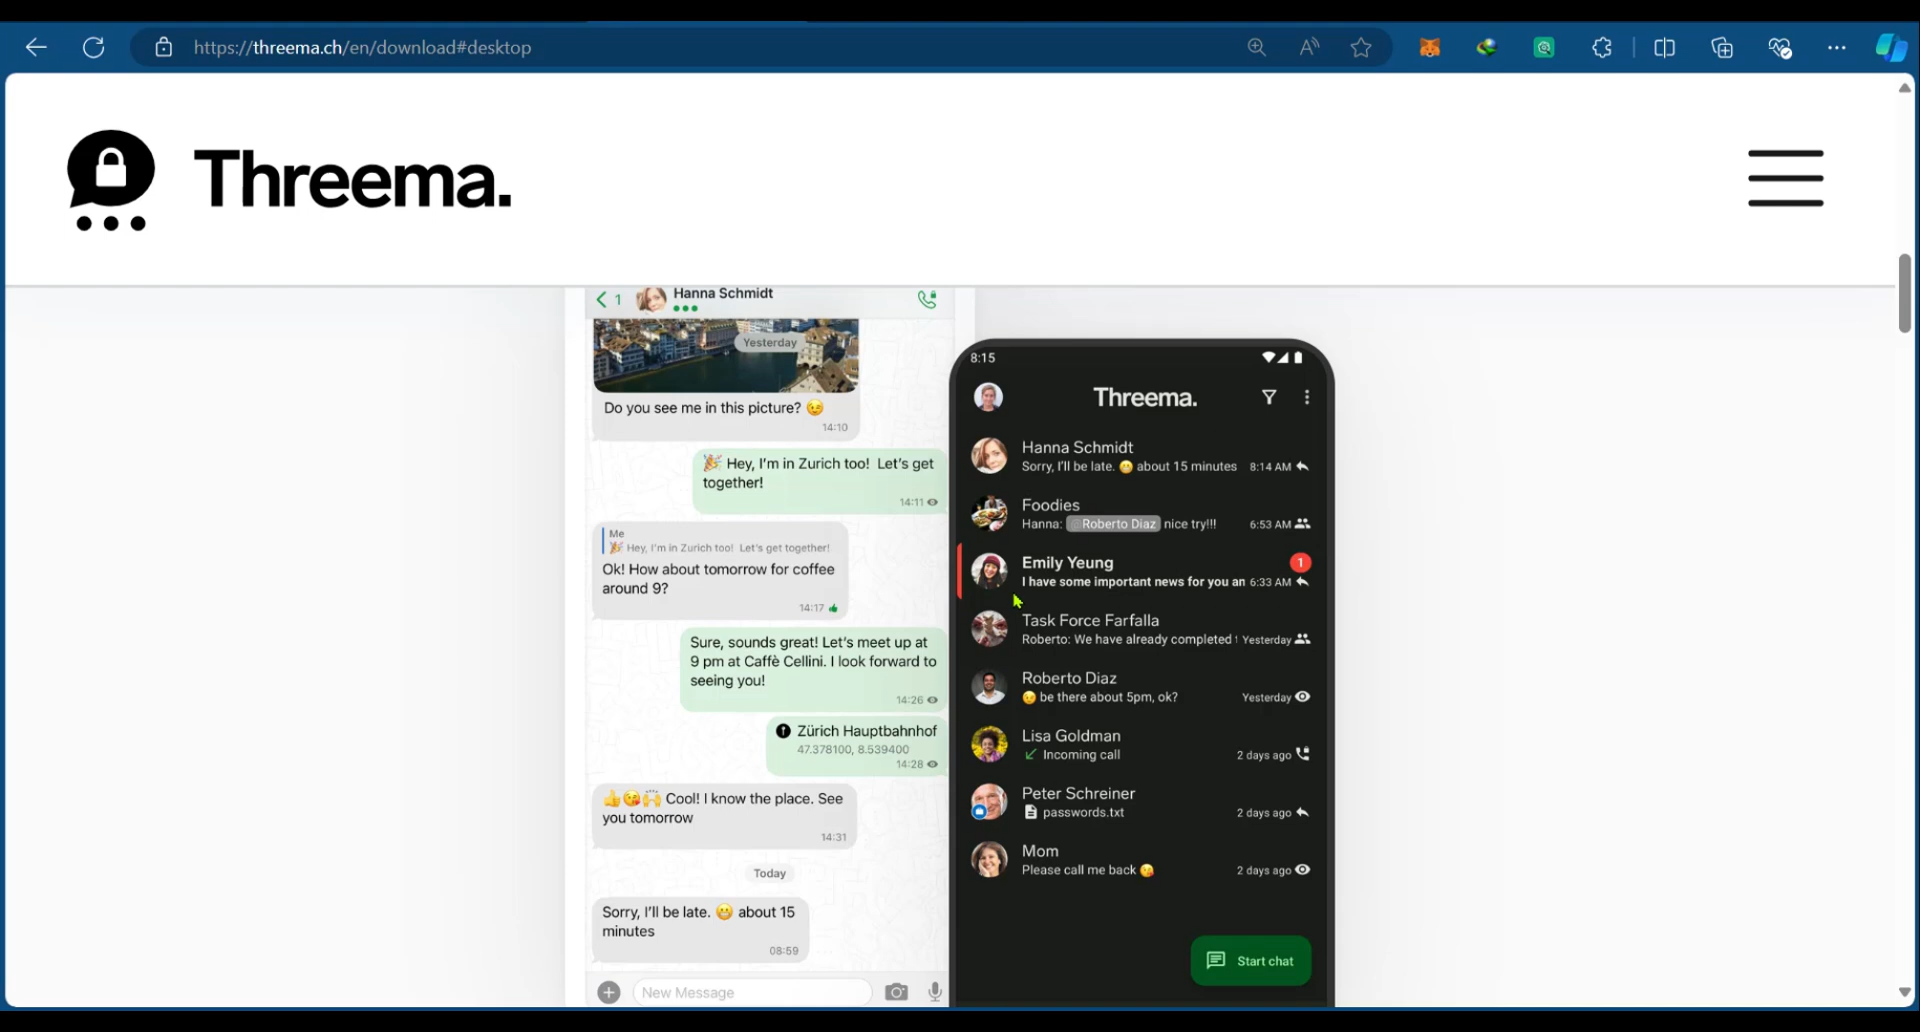 https://threema.ch/en/download#desktop
Threema.
1
Hanna Schmidt
Yesterday
Do you see me in this picture? 😉
14:10
🎉 Hey, I'm in Zurich too! Let's get
together!
14:11
Me
🎉 Hey, I'm in Zurich too! Let's get together!
Ok! How about tomorrow for coffee
around 9?
14:17
Sure, sounds great! Let's meet up at
9 pm at Caffè Cellini. I look forward to
seeing you!
14:26
Zürich Hauptbahnhof
47.378100, 8.539400
14:28
👍😘🙌 Cool! I know the place. See
you tomorrow
14:31
Today
Sorry, I'll be late. 😬 about 15
minutes
08:59
New Message
8:15
Threema.
Hanna Schmidt
Sorry, I'll be late. 😬 about 15 minutes 8:14 AM
Foodies
Hanna: @Roberto Diaz nice try!!! 6:53 AM
Emily Yeung 1
I have some important news for you an 6:33 AM
Task Force Farfalla
Roberto: We have already completed Yesterday
Roberto Diaz
😉 be there about 5pm, ok? Yesterday
Lisa Goldman
Incoming call 2 days ago
Peter Schreiner
passwords.txt 2 days ago
Mom
Please call me back 😘 2 days ago
Start chat